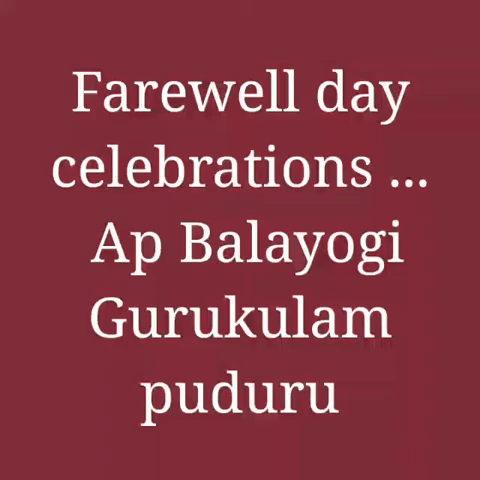 Farewell day
celebrations ...
Ap Balayogi
Gurukulam
puduru